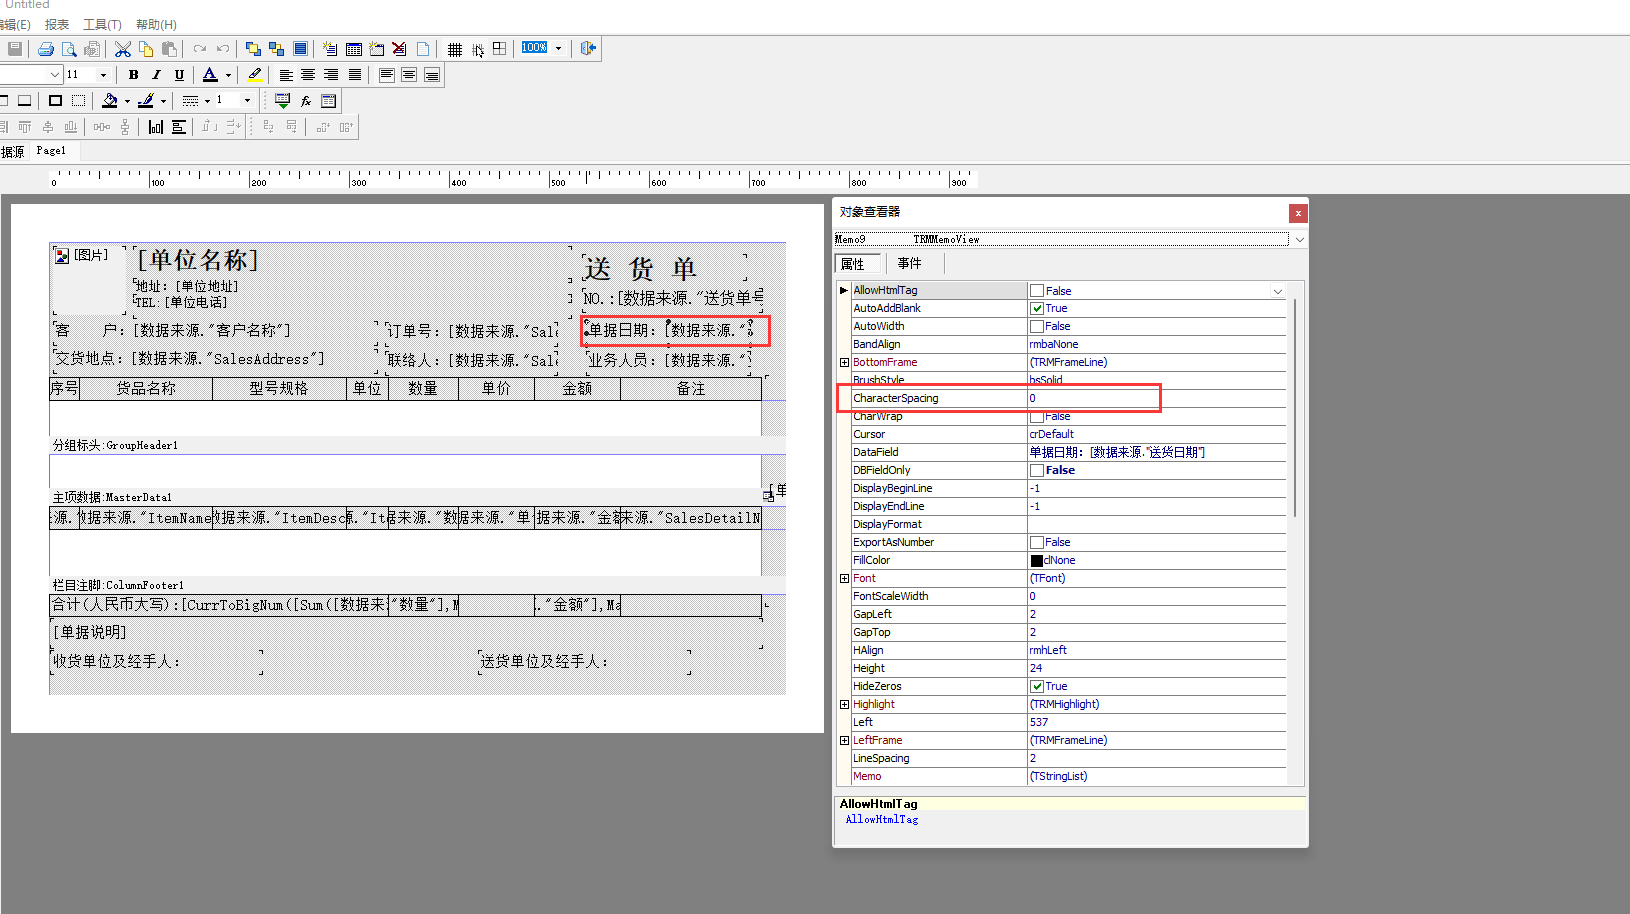 Untitled
编辑(E) 报表 工具(T) 帮助(H)
100%
11 B I U A
1 fx
据源 Page1
0 100 200 300 400 500 600 700 800 900
[图片]
[单位名称]
地址: [单位地址]
TEL: [单位电话]
送 货 单
NO.:[数据来源."送货单号
客 户: [数据来源."客户名称"]
订单号: [数据来源."Sale
单据日期: [数据来源."
交货地点: [数据来源."SalesAddress"]
联络人: [数据来源."Sale
业务人员: [数据来源."
序号 货品名称 型号规格 单位 数量 单价 金额 备注
分组标头:GroupHeader1
主项数据:MasterData1
[单
源." 数据来源."ItemName 数据来源."ItemDesc ."It 据来源."数 据来源."单 据来源."金额 来源."SalesDetailN
栏目注脚:ColumnFooter1
合计(人民币大写):[CurrToBigNum([Sum([数据来 "数量"],M ."金额"],Ma
[单据说明]
收货单位及经手人:
送货单位及经手人:
对象查看器
x
Memo9 TRMMemoView
属性 事件
AllowHtmlTag False
AutoAddBlank True
AutoWidth False
BandAlign rmbaNone
BottomFrame (TRMFrameLine)
BrushStyle bsSolid
CharacterSpacing 0
CharWrap False
Cursor crDefault
DataField 单据日期: [数据来源."送货日期"]
DBFieldOnly False
DisplayBeginLine -1
DisplayEndLine -1
DisplayFormat
ExportAsNumber False
FillColor clNone
Font (TFont)
FontScaleWidth 0
GapLeft 2
GapTop 2
HAlign rmhLeft
Height 24
HideZeros True
Highlight (TRMHighlight)
Left 537
LeftFrame (TRMFrameLine)
LineSpacing 2
Memo (TStringList)
AllowHtmlTag
AllowHtmlTag